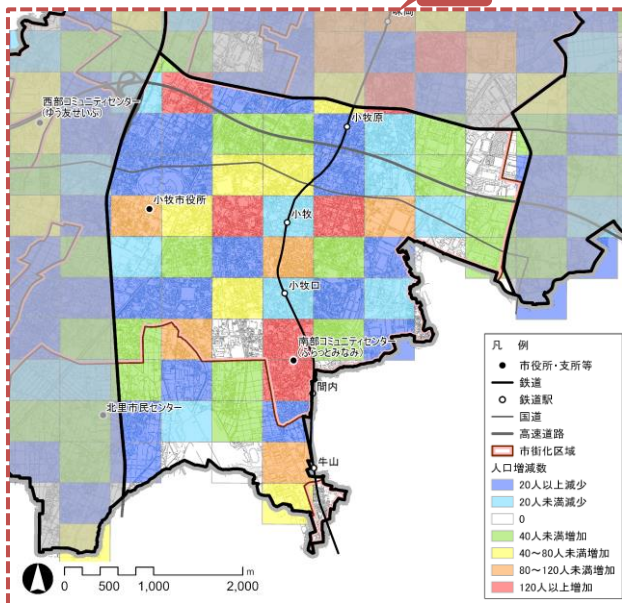 味岡
西部コミュニティセンター
(ゆう友せいぶ)
小牧原
小牧市役所
小牧
小牧口
南部コミュニティセンター
(ふらっとみなみ)
間内
北里市民センター
牛山
凡 例
市役所・支所等
鉄道
鉄道駅
国道
高速道路
市街化区域
人口増減数
20人以上減少
20人未満減少
0
40人未満増加
40～80人未満増加
80～120人未満増加
120人以上増加
m
0 500 1,000 2,000